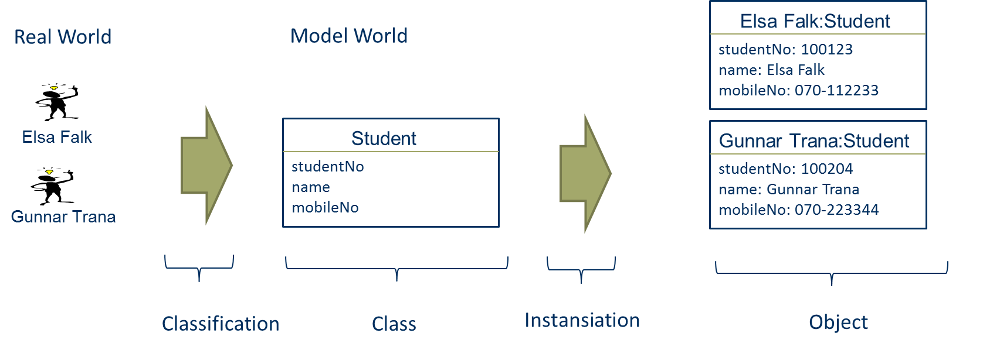 Real World
Elsa Falk
Gunnar Trana
Model World
Student
studentNo
name
mobileNo
Elsa Falk:Student
studentNo: 100123
name: Elsa Falk
mobileNo: 070-112233
Gunnar Trana:Student
studentNo: 100204
name: Gunnar Trana
mobileNo: 070-223344
Classification
Class
Instansiation
Object